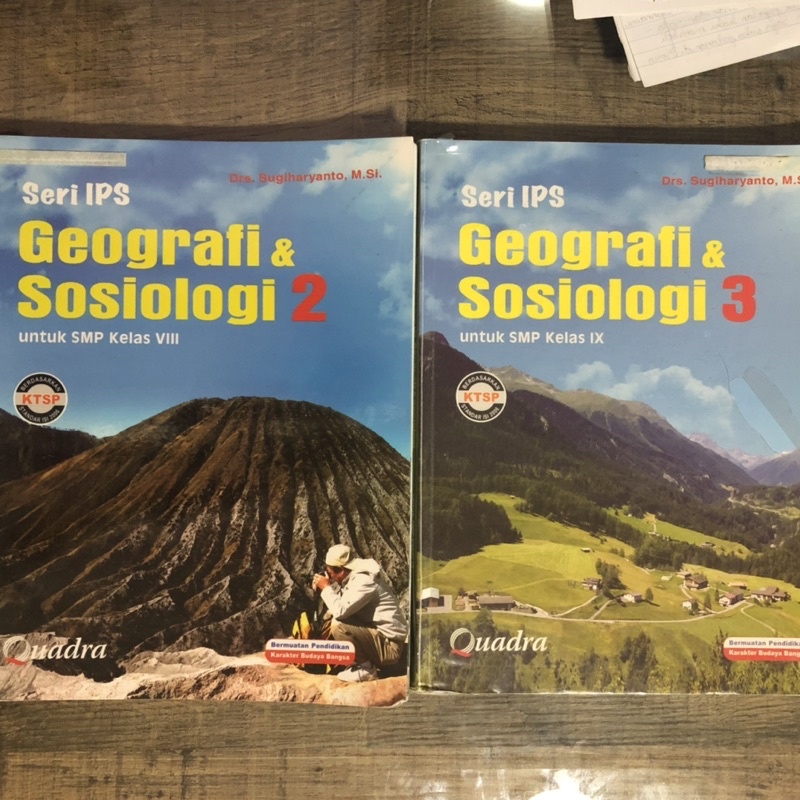 Drs. Sugiharyanto, M.Si.
Seri IPS
Geografi &
Sosiologi 2
untuk SMP Kelas VIII
BERDASARKAN
KTSP
STANDAR ISI 2006
Quadra
Bermuatan Pendidikan
Karakter Budaya Bangsa
Drs. Sugiharyanto, M.S
Seri IPS
Geografi &
Sosiologi 3
untuk SMP Kelas IX
BERDASARKAN
KTSP
STANDAR ISI 2006
Quadra
Bermuatan Pendidikan
Karakter Budaya Bang